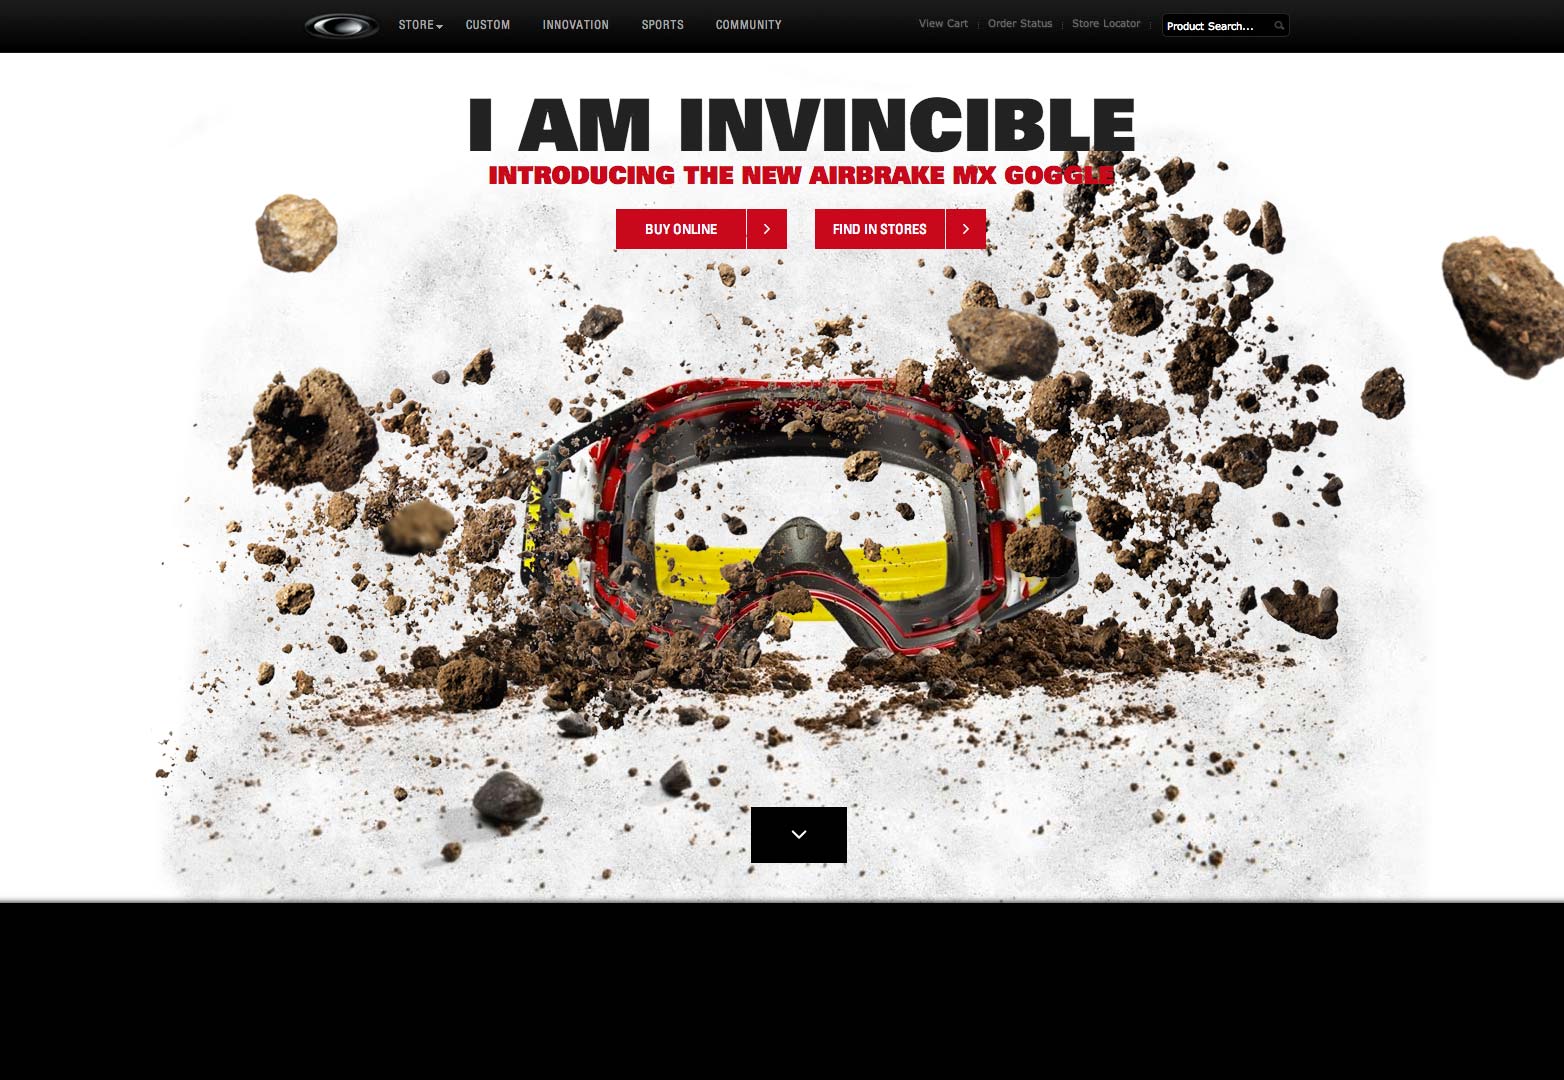 STORE CUSTOM INNOVATION SPORTS COMMUNITY View Cart Order Status Store Locator Product Search...
I AM INVINCIBLE
INTRODUCING THE NEW AIRBRAKE MX GOGGLE
BUY ONLINE FIND IN STORES
OAKLEY